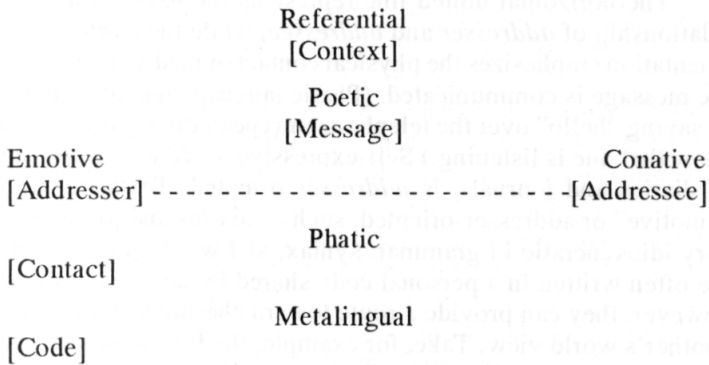 Referential
[Context]
Poetic
[Message]
Emotive Conative
[Addresser] - - - - - - - - - - - - - - - - - - - - - - - - - [Addressee]
Phatic
[Contact]
Metalingual
[Code]